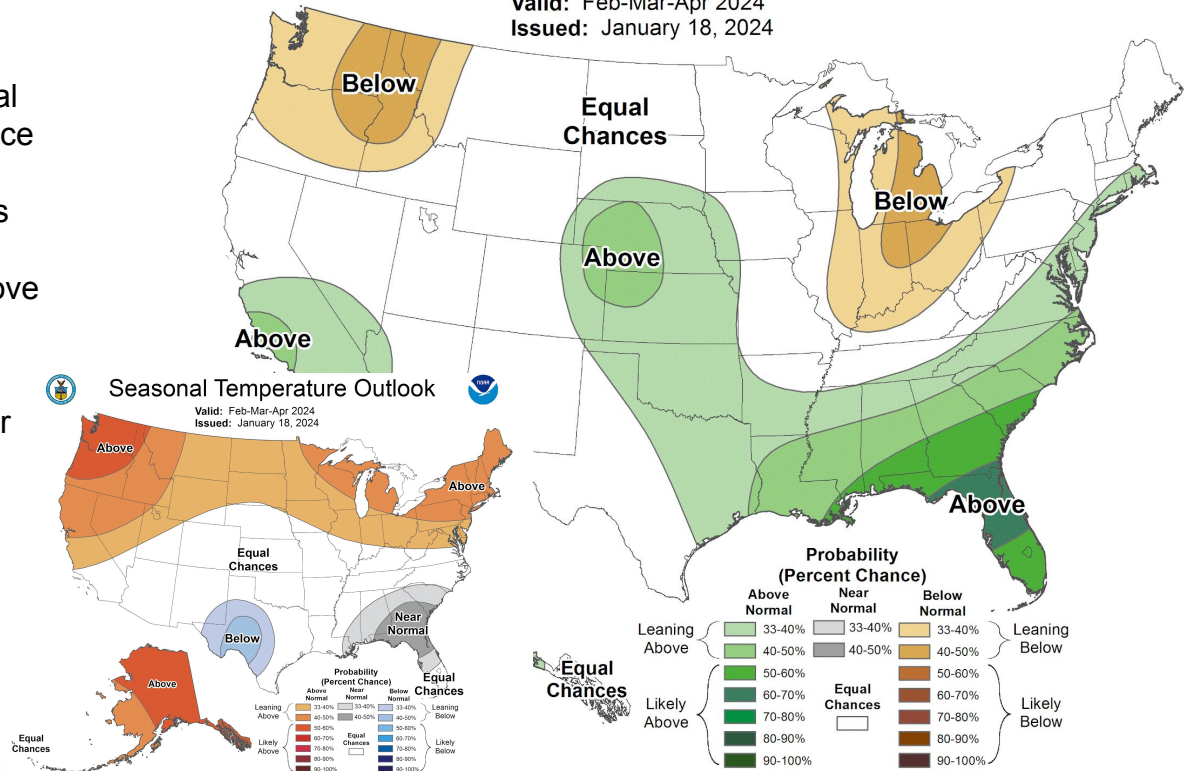 Valid: Feb-Mar-Apr 2024
Issued: January 18, 2024
al
ce
s
ove
r
Below
Equal
Chances
Below
Above
Above
Above
Equal
Chances
Probability
(Percent Chance)
Above
Normal
Near
Normal
Below
Normal
Leaning
Above
33-40%
33-40%
33-40%
Leaning
Below
40-50%
40-50%
40-50%
Likely
Above
50-60%
50-60%
Likely
Below
60-70%
60-70%
Equal
Chances
70-80%
70-80%
80-90%
80-90%
90-100%
90-100%
Seasonal Temperature Outlook
NOAA
Valid: Feb-Mar-Apr 2024
Issued: January 18, 2024
Above
Above
Equal
Chances
Below
Near
Normal
Equal
Chances
Above
Equal
Chances
Probability
(Percent Chance)
Above
Normal
Near
Normal
Below
Normal
Leaning
Above
33-40%
33-40%
33-40%
Leaning
Below
40-50%
40-50%
40-50%
Likely
Above
50-60%
50-60%
Likely
Below
60-70%
60-70%
Equal
Chances
70-80%
70-80%
80-90%
80-90%
90-100%
90-100%